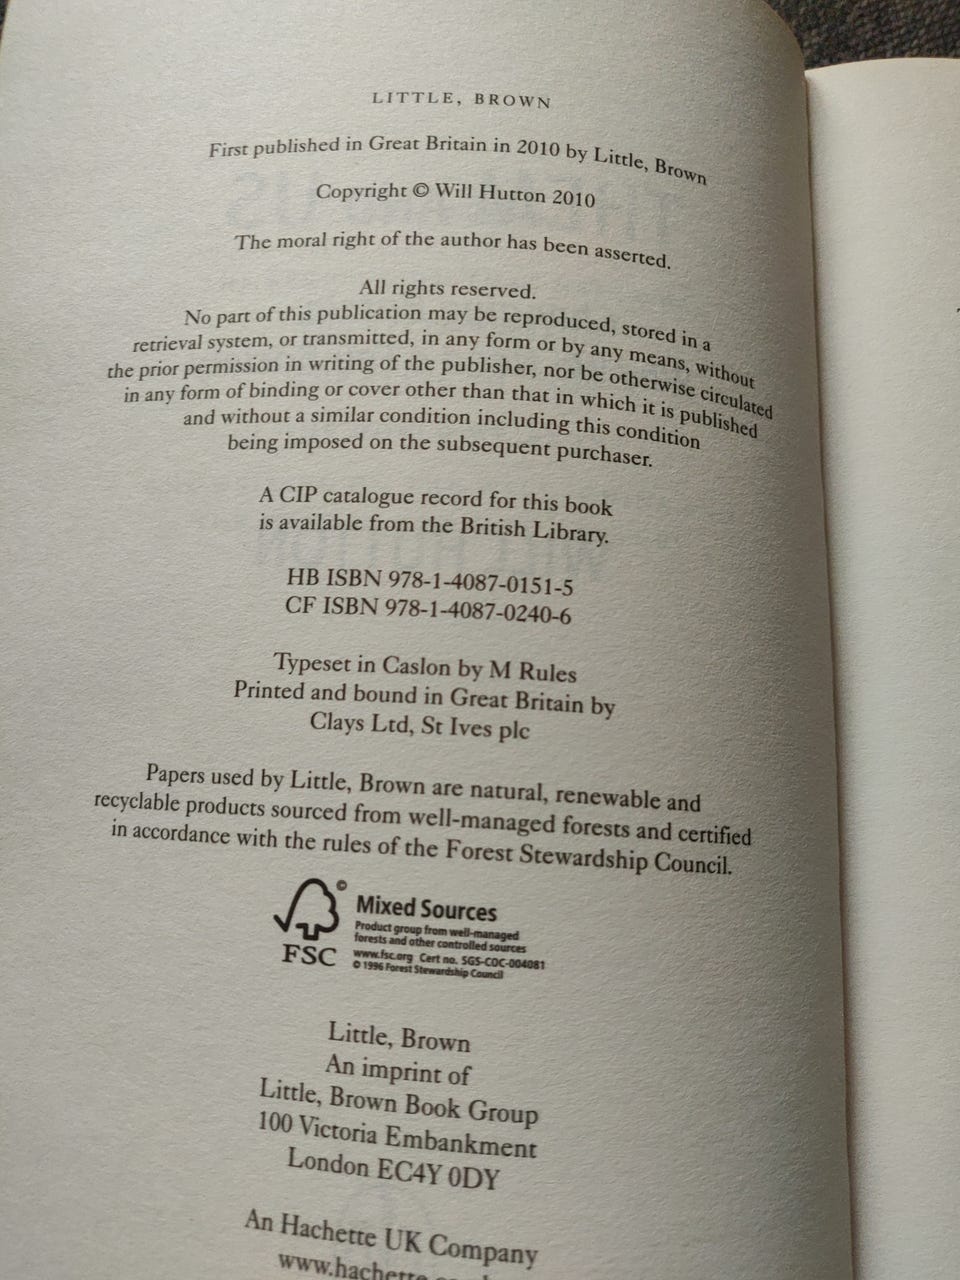 LITTLE, BROWN
First published in Great Britain in 2010 by Little, Brown
Copyright © Will Hutton 2010
The moral right of the author has been asserted.
All rights reserved.
No part of this publication may be reproduced, stored in a
retrieval system, or transmitted, in any form or by any means, without
the prior permission in writing of the publisher, nor be otherwise circulated
in any form of binding or cover other than that in which it is published
and without a similar condition including this condition
being imposed on the subsequent purchaser.
A CIP catalogue record for this book
is available from the British Library.
HB ISBN 978-1-4087-0151-5
CF ISBN 978-1-4087-0240-6
Typeset in Caslon by M Rules
Printed and bound in Great Britain by
Clays Ltd, St Ives plc
Papers used by Little, Brown are natural, renewable and
recyclable products sourced from well-managed forests and certified
in accordance with the rules of the Forest Stewardship Council.
©
FSC
Mixed Sources
Product group from well-managed
forests and other controlled sources
www.fsc.org Cert no. SGS-COC-004081
© 1996 Forest Stewardship Council
Little, Brown
An imprint of
Little, Brown Book Group
100 Victoria Embankment
London EC4Y 0DY
An Hachette UK Company